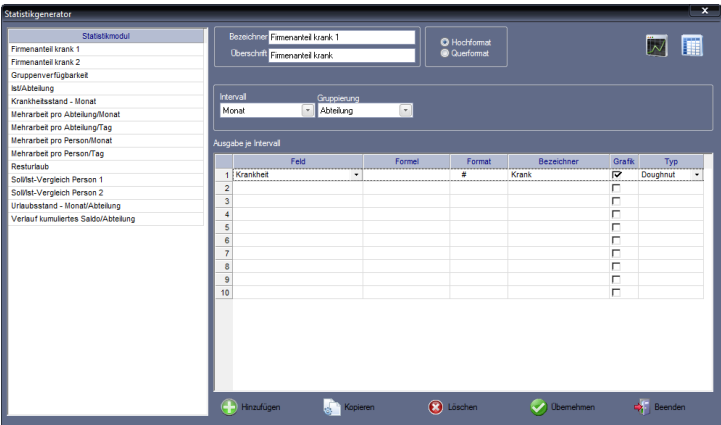 Statistikgenerator
x
Statistikmodul
Firmenanteil krank 1
Firmenanteil krank 2
Gruppenverfügbarkeit
Ist/Abteilung
Krankheitsstand - Monat
Mehrarbeit pro Abteilung/Monat
Mehrarbeit pro Abteilung/Tag
Mehrarbeit pro Person/Monat
Mehrarbeit pro Person/Tag
Resturlaub
Soll/Ist-Vergleich Person 1
Soll/Ist-Vergleich Person 2
Urlaubsstand - Monat/Abteilung
Verlauf kumuliertes Saldo/Abteilung
Bezeichner Firmenanteil krank 1
Überschrift Firmenanteil krank
Hochformat
Querformat
Intervall Gruppierung
Monat Abteilung
Ausgabe je Intervall
Feld Formel Format Bezeichner Grafik Typ
1 Krankheit # Krank Doughnut
2
3
4
5
6
7
8
9
10
Hinzufügen Kopieren Löschen Übernehmen Beenden